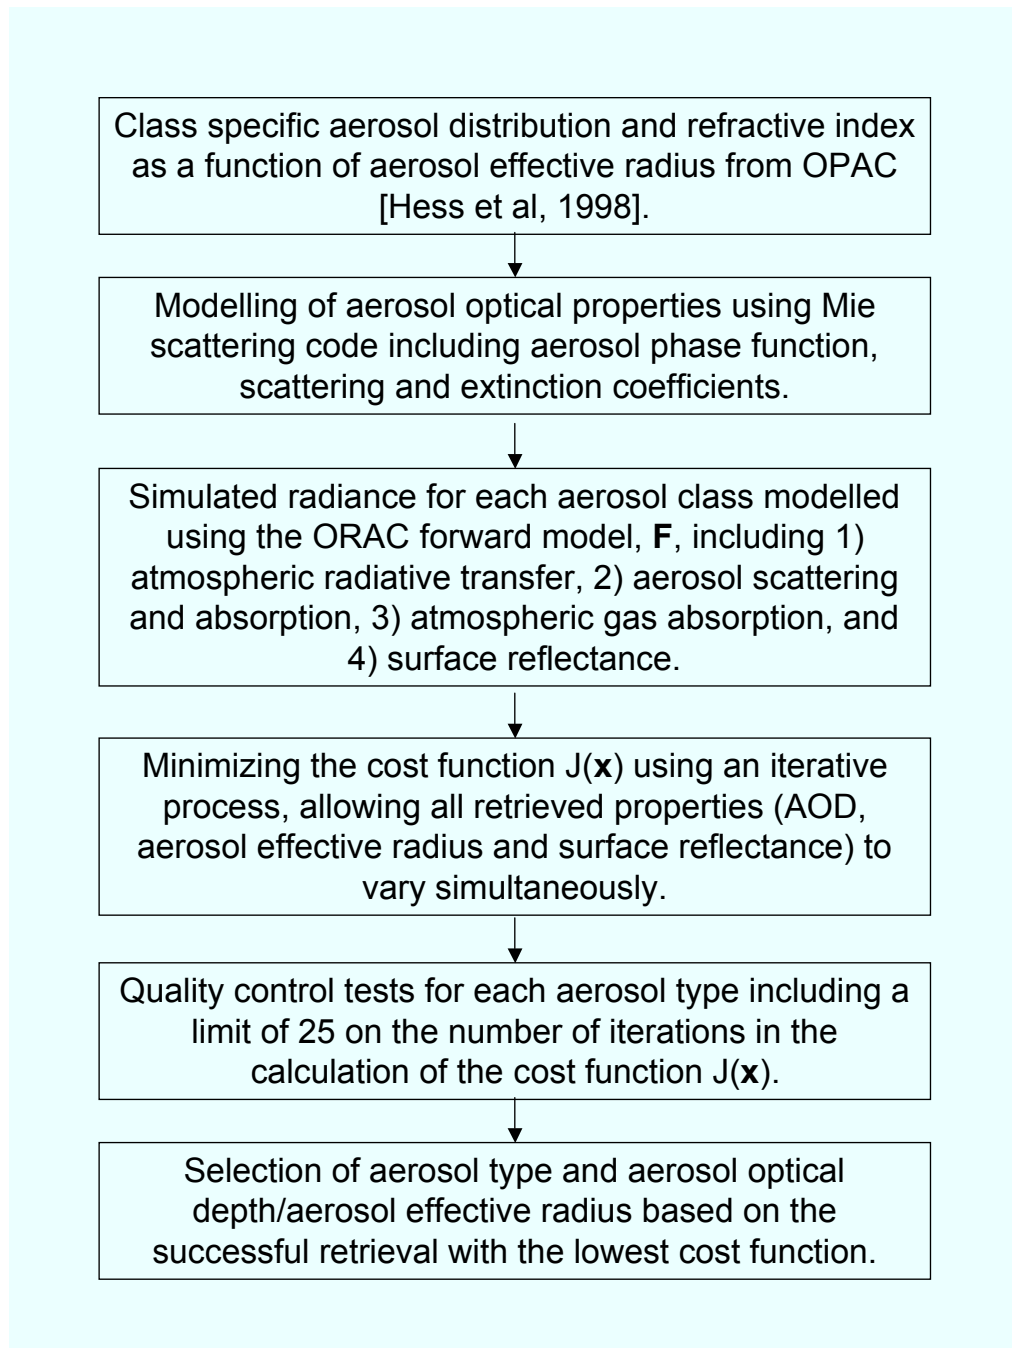 Class specific aerosol distribution and refractive index
as a function of aerosol effective radius from OPAC
[Hess et al, 1998].
Modelling of aerosol optical properties using Mie
scattering code including aerosol phase function,
scattering and extinction coefficients.
Simulated radiance for each aerosol class modelled
using the ORAC forward model, F, including 1)
atmospheric radiative transfer, 2) aerosol scattering
and absorption, 3) atmospheric gas absorption, and
4) surface reflectance.
Minimizing the cost function J(x) using an iterative
process, allowing all retrieved properties (AOD,
aerosol effective radius and surface reflectance) to
vary simultaneously.
Quality control tests for each aerosol type including a
limit of 25 on the number of iterations in the
calculation of the cost function J(x).
Selection of aerosol type and aerosol optical
depth/aerosol effective radius based on the
successful retrieval with the lowest cost function.